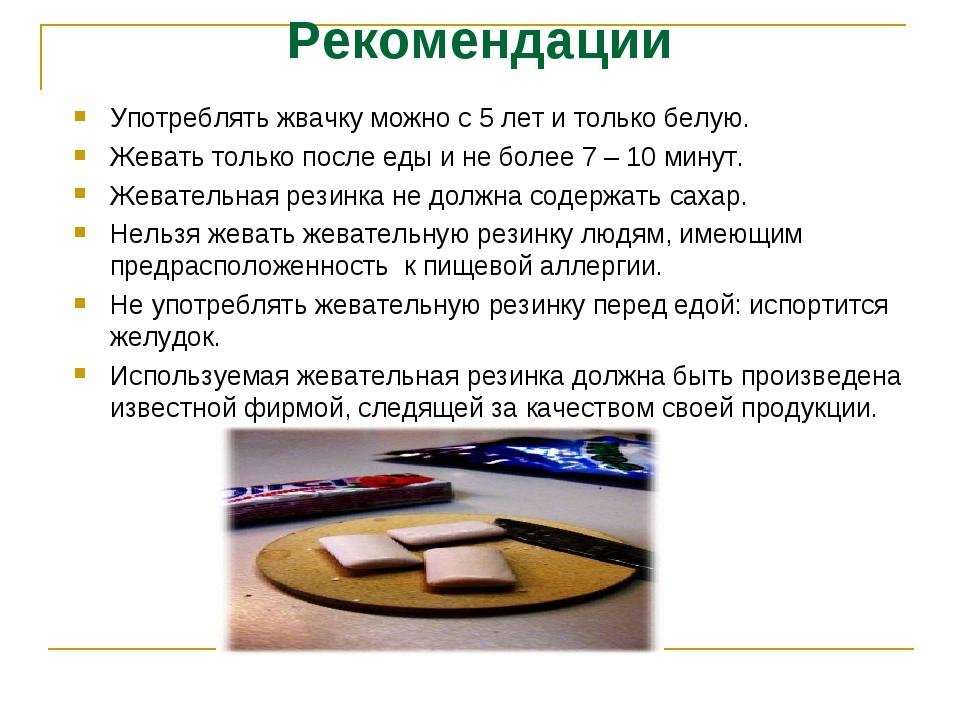 Рекомендации
Употреблять жвачку можно с 5 лет и только белую.
Жевать только после еды и не более 7 – 10 минут.
Жевательная резинка не должна содержать сахар.
Нельзя жевать жевательную резинку людям, имеющим
предрасположенность  к пищевой аллергии.
Не употреблять жевательную резинку перед едой: испортится
желудок.
Используемая жевательная резинка должна быть произведена
известной фирмой, следящей за качеством своей продукции.